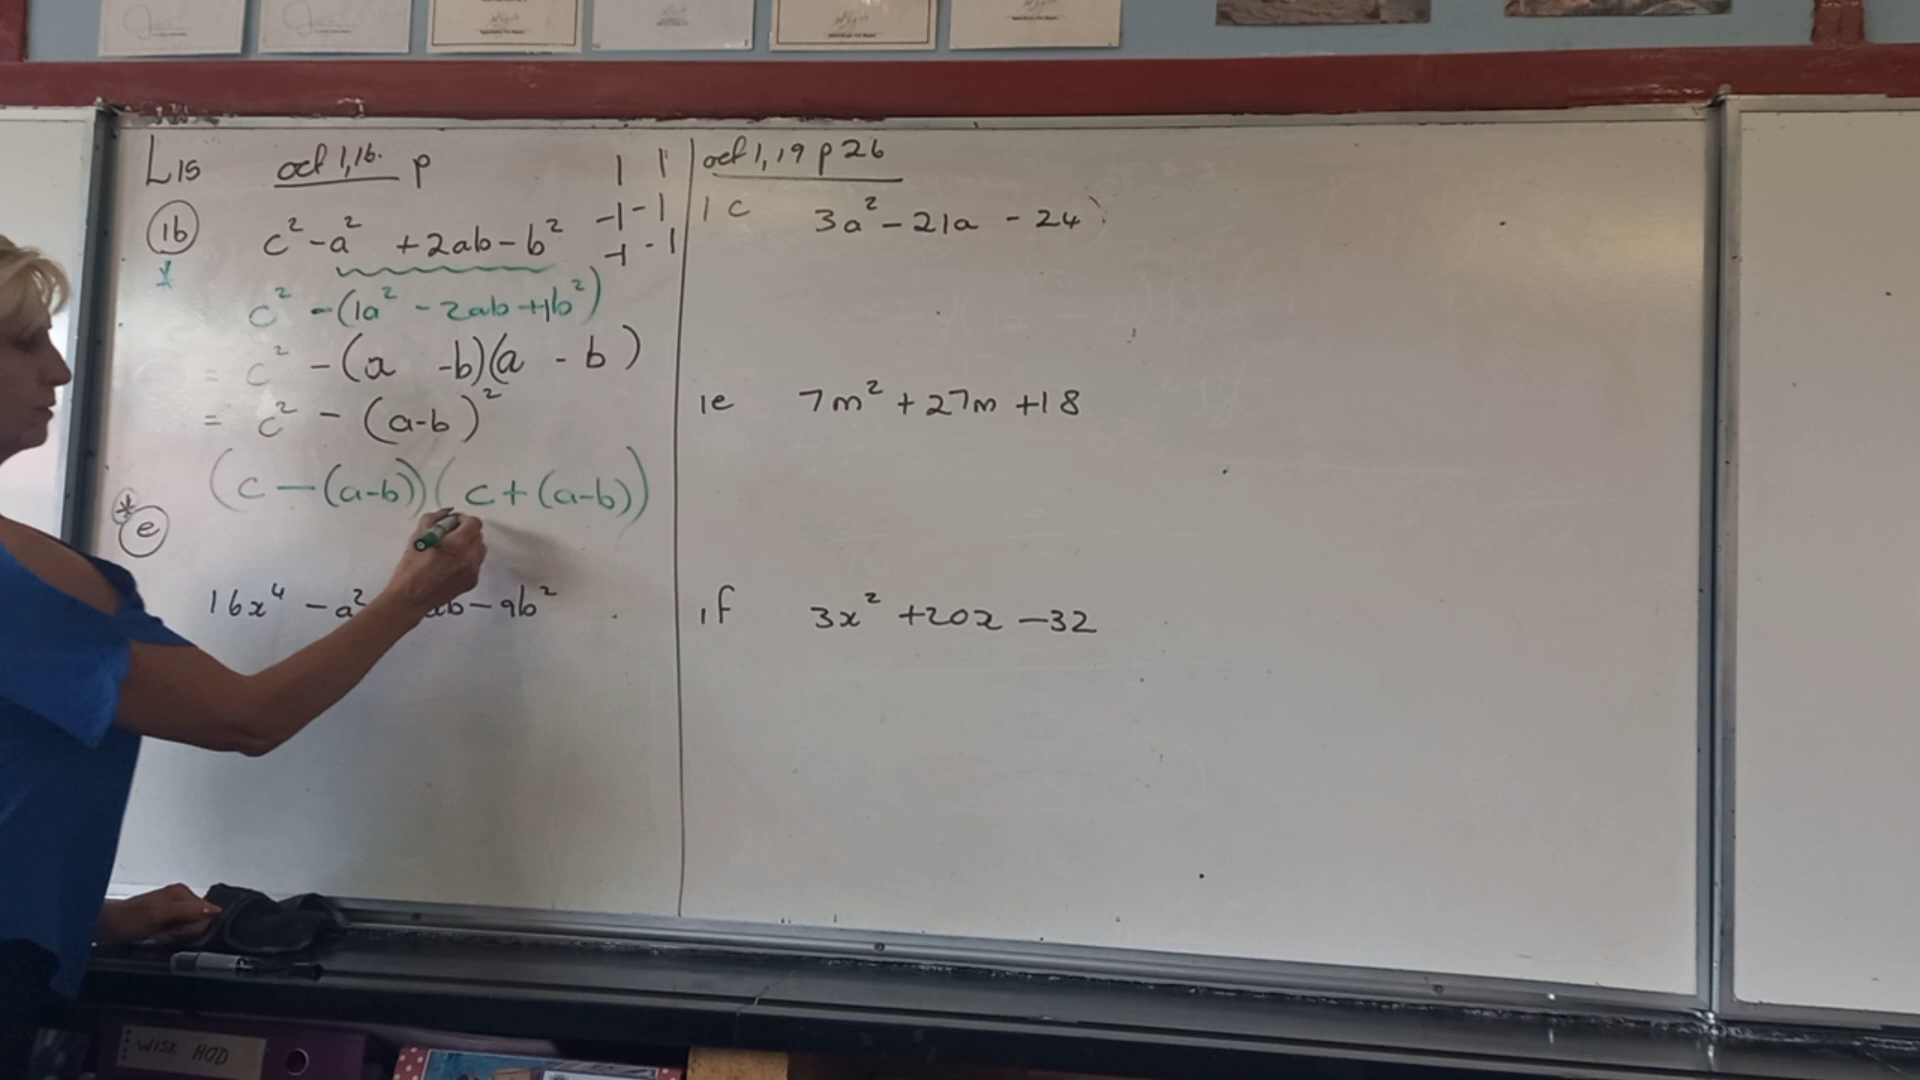 L15 oef 1,16. p
1b c² - a² + 2ab - b²
1 1
-1 -1
-1 -1
c² - (1a² - 2ab + 1b²)
= c² - (a - b)(a - b)
= c² - (a-b)²
(c - (a-b))(c + (a-b))
* e
16x⁴ - a² ab - 9b²
oef 1,19 p 26
1c 3a² - 21a - 24
1e 7m² + 27m + 18
1f 3x² + 20x - 32
WISK HOD